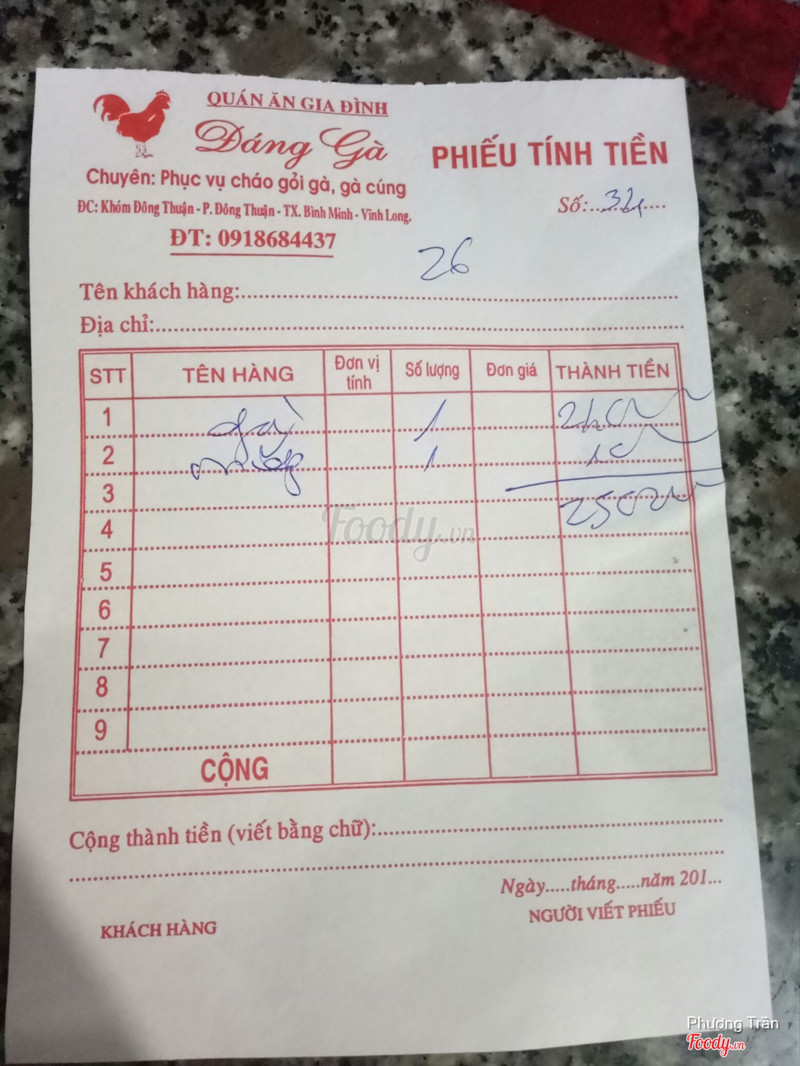 QUÁN ĂN GIA ĐÌNH
Đáng Gà
PHIẾU TÍNH TIỀN
Chuyên: Phục vụ cháo gỏi gà, gà cúng
Số:..........
ĐC: Khóm Đông Thuận - P. Đông Thuận - TX. Bình Minh - Vĩnh Long.
ĐT: 0918684437
26
Tên khách hàng:
Địa chỉ:
STT TÊN HÀNG Đơn vị tính Số lượng Đơn giá THÀNH TIỀN
1 gà 1
2 1
3
4
5
6
7
8
9
CỘNG
Foody.vn
Cộng thành tiền (viết bằng chữ):
Ngày.....tháng.....năm 201...
KHÁCH HÀNG NGƯỜI VIẾT PHIẾU
Phương Trần
Foody.vn